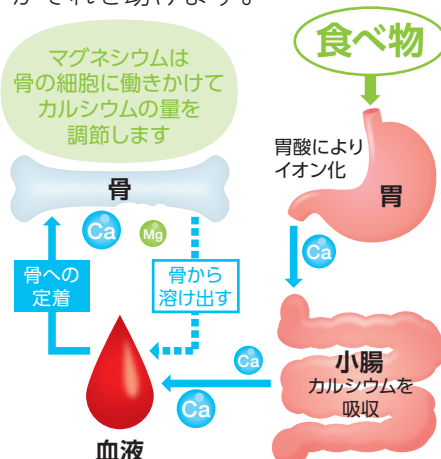 がそれを助けます。
食べ物
マグネシウムは
骨の細胞に働きかけて
カルシウムの量を
調節します
胃酸により
イオン化
胃
骨
Ca
Mg
Ca
骨への
定着
骨から
溶け出す
Ca
Ca
小腸
カルシウムを
吸収
血液